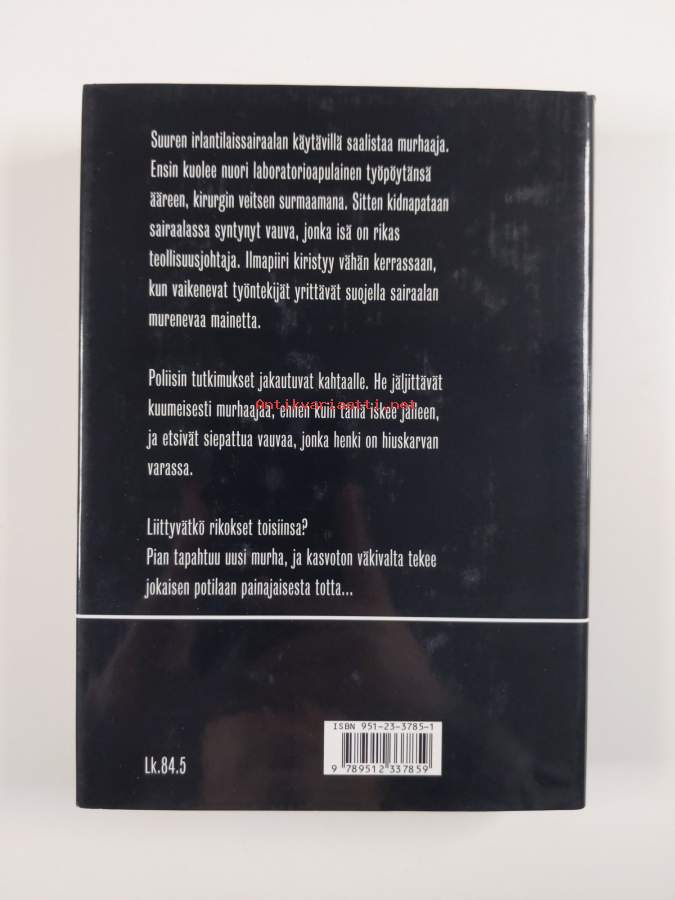 Suuren irlantilaissairaalan käytävillä saalistaa murhaaja.
Ensin kuolee nuori laboratorioapulainen työpöytänsä
ääreen, kirurgin veitsen surmaamana. Sitten kidnapataan
sairaalassa syntynyt vauva, jonka isä on rikas
teollisuusjohtaja. Ilmapiiri kiristyy vähän kerrassaan,
kun vaikenevat työntekijät yrittävät suojella sairaalan
murenevaa mainetta.
Poliisin tutkimukset jakautuvat kahtaalle. He jäljittävät
kuumeisesti murhaajaa, ennen kuin tämä iskee jälleen,
Antikvariaatti.net
ja etsivät siepattua vauvaa, jonka henki on hiuskarvan
varassa.
Liittyvätkö rikokset toisiinsa?
Pian tapahtuu uusi murha, ja kasvoton väkivalta tekee
jokaisen potilaan painajaisesta totta...
ISBN 951-23-3785-1
Lk.84.5
9 789512 337859